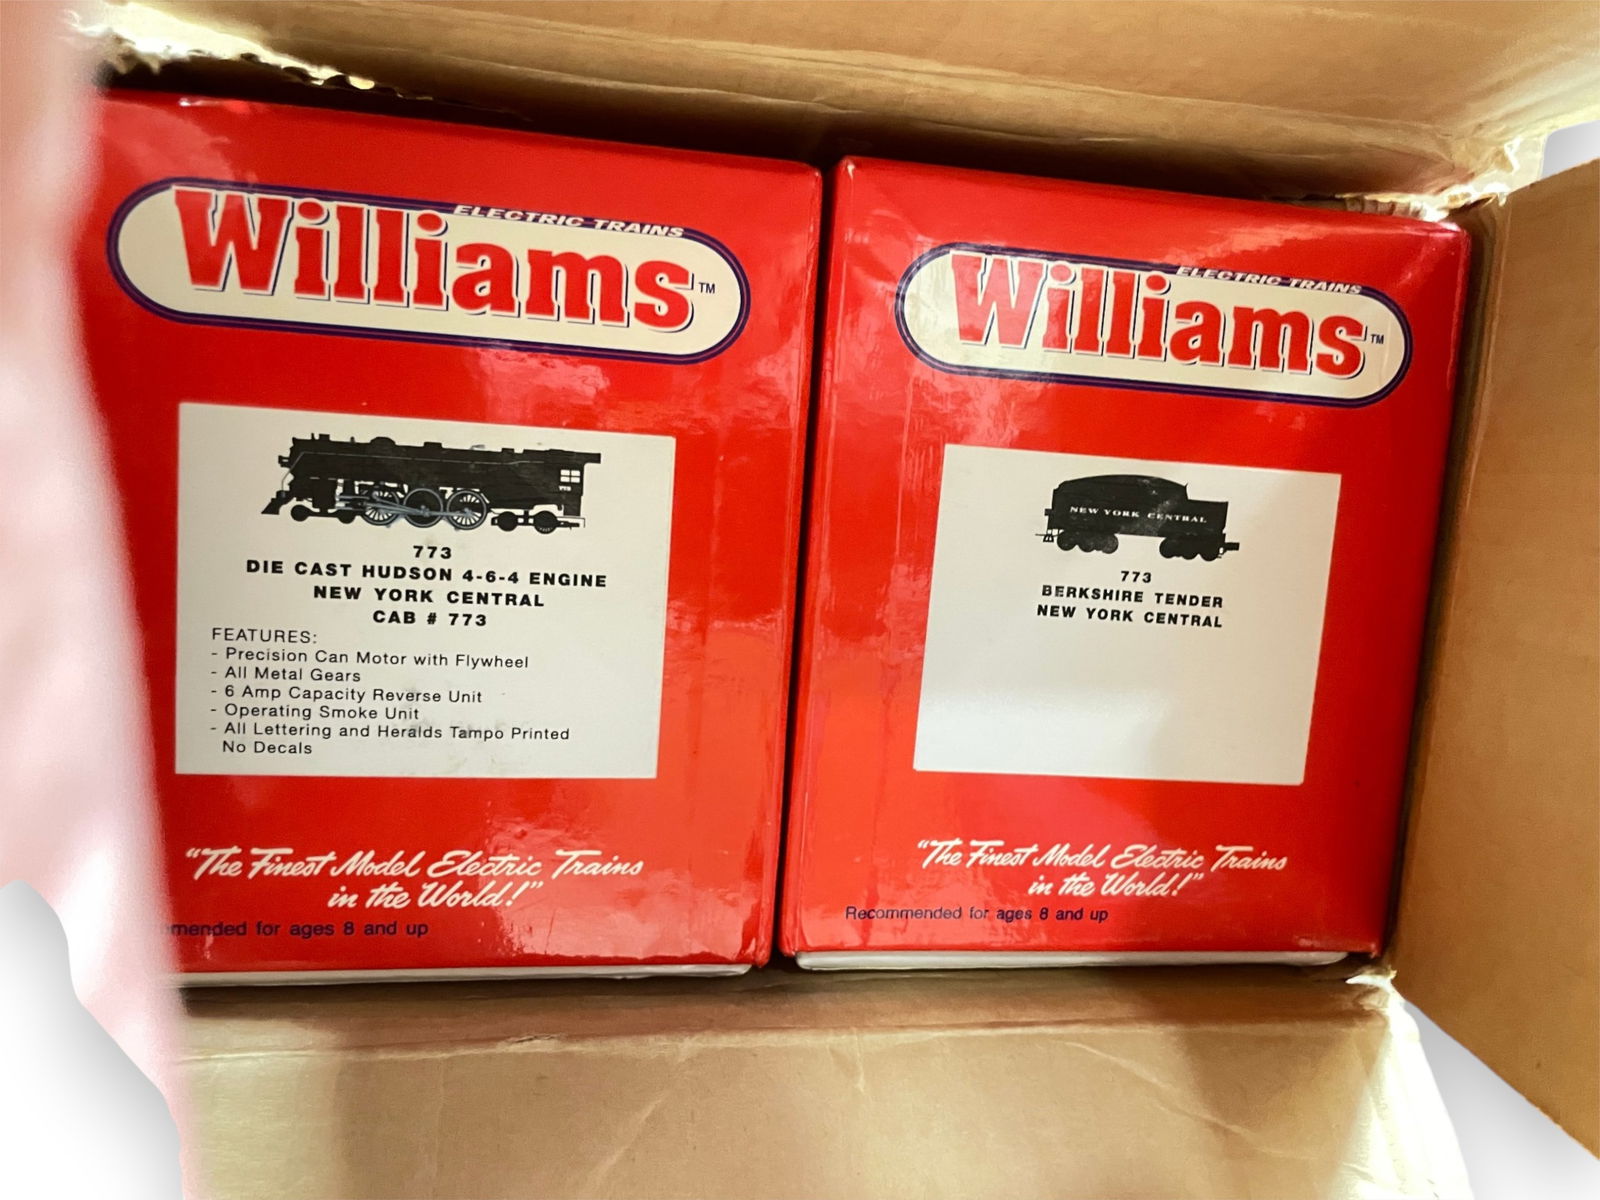 Williams
ELECTRIC TRAINS
TM
773
773
DIE CAST HUDSON 4-6-4 ENGINE
NEW YORK CENTRAL
CAB # 773
FEATURES:
- Precision Can Motor with Flywheel
- All Metal Gears
- 6 Amp Capacity Reverse Unit
- Operating Smoke Unit
- All Lettering and Heralds Tampo Printed
No Decals
"The Finest Model Electric Trains
in the World!"
mended for ages 8 and up
Williams
ELECTRIC TRAINS
TM
NEW YORK CENTRAL
773
BERKSHIRE TENDER
NEW YORK CENTRAL
"The Finest Model Electric Trains
in the World!"
Recommended for ages 8 and up